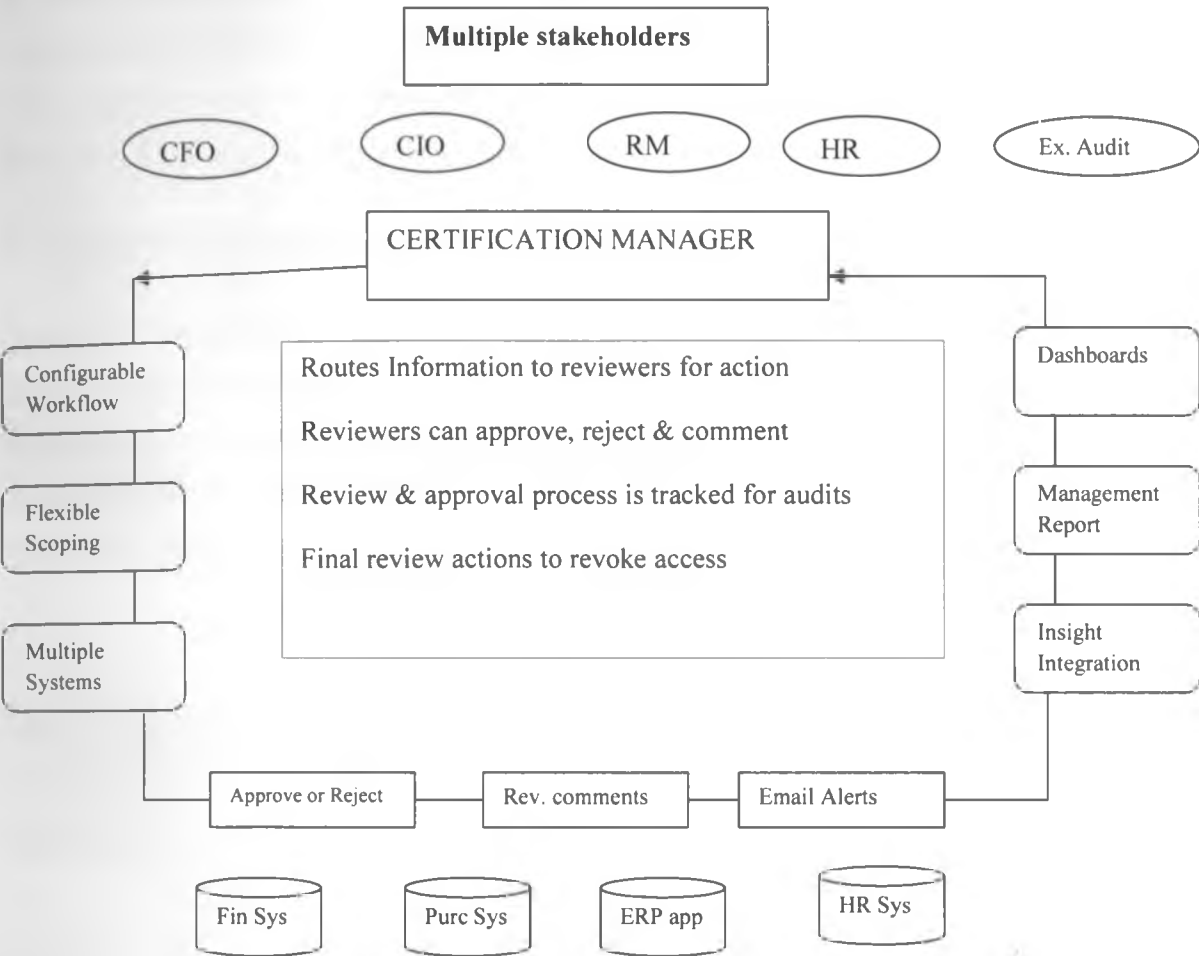 Multiple stakeholders
CFO
CIO
RM
HR
Ex. Audit
CERTIFICATION MANAGER
Configurable
Workflow
Flexible
Scoping
Multiple
Systems
Routes Information to reviewers for action
Reviewers can approve, reject & comment
Review & approval process is tracked for audits
Final review actions to revoke access
Dashboards
Management
Report
Insight
Integration
Approve or Reject
Rev. comments
Email Alerts
Fin Sys
Purc Sys
ERP app
HR Sys